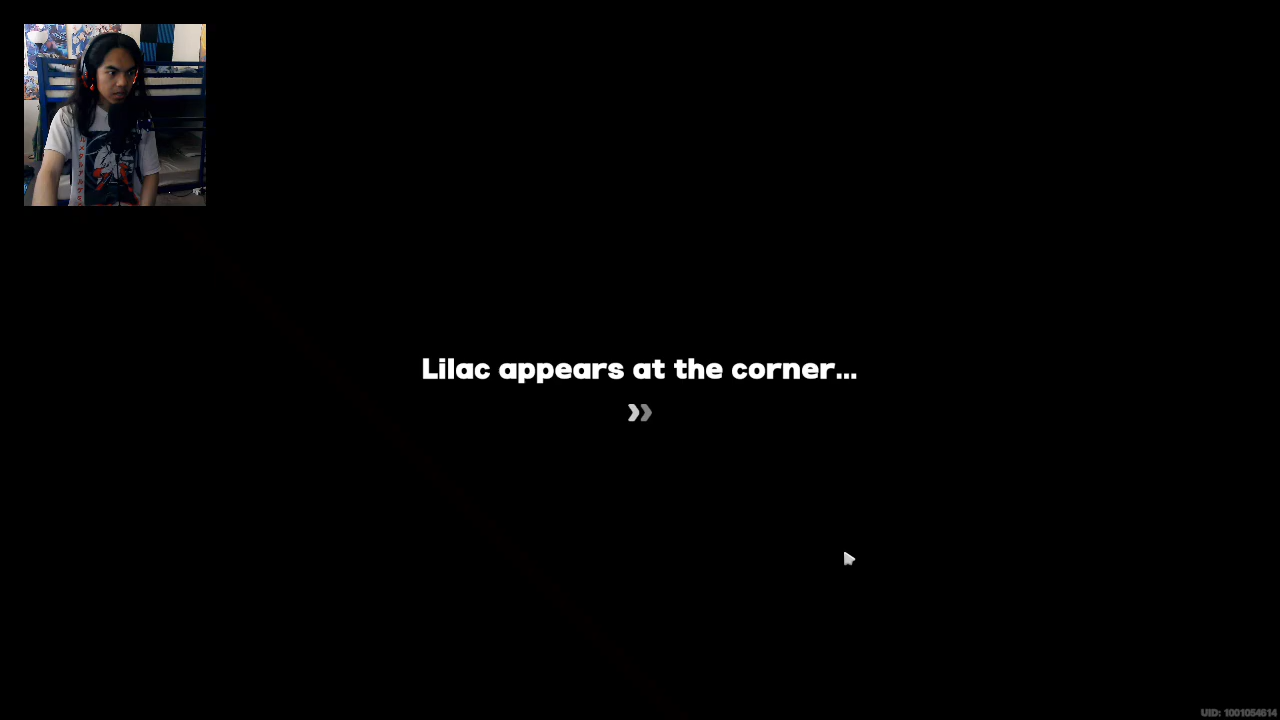 Lilac appears at the corner...
UID: 1001054614